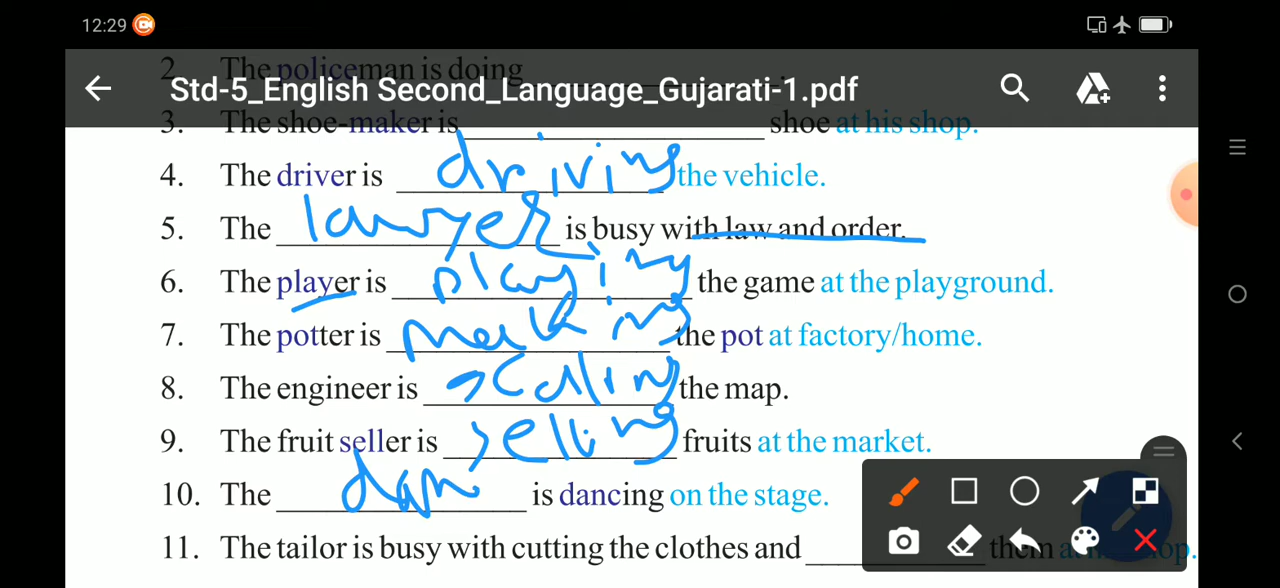 12:29
2. The policeman is doing
Std-5_English Second_Language_Gujarati-1.pdf
3. The shoe-maker is_______________ shoe at his shop.
4. The driver is driving the vehicle.
5. The lawyer is busy with law and order.
6. The player is playing the game at the playground.
7. The potter is making the pot at factory/home.
8. The engineer is scaling the map.
9. The fruit seller is selling fruits at the market.
10. The dan is dancing on the stage.
11. The tailor is busy with cutting the clothes and __________ them